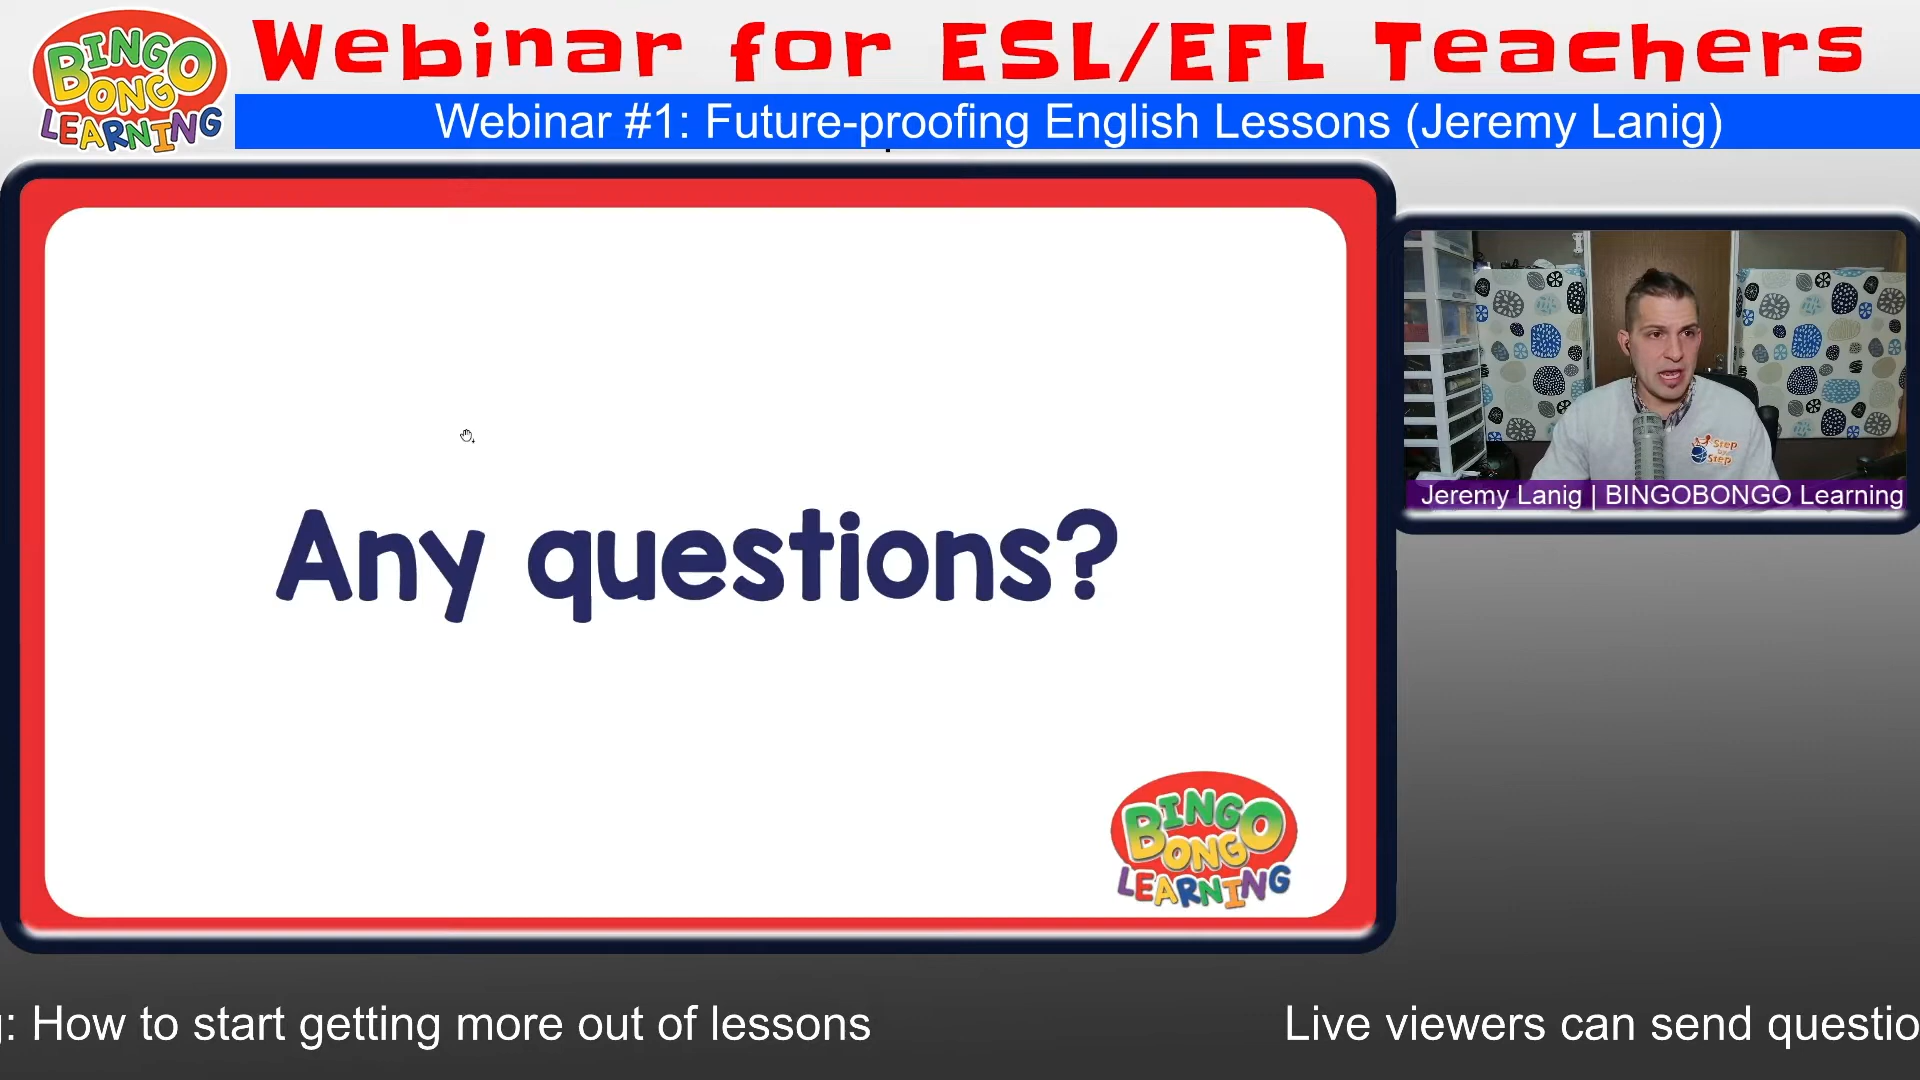 BINGO
BONGO
LEARNING
Webinar for ESL/EFL Teachers
Webinar #1: Future-proofing English Lessons (Jeremy Lanig)
Any questions?
BINGO
BONGO
LEARNING
Step
Step
Jeremy Lanig | BINGOBONGO Learning
: How to start getting more out of lessons
Live viewers can send questio